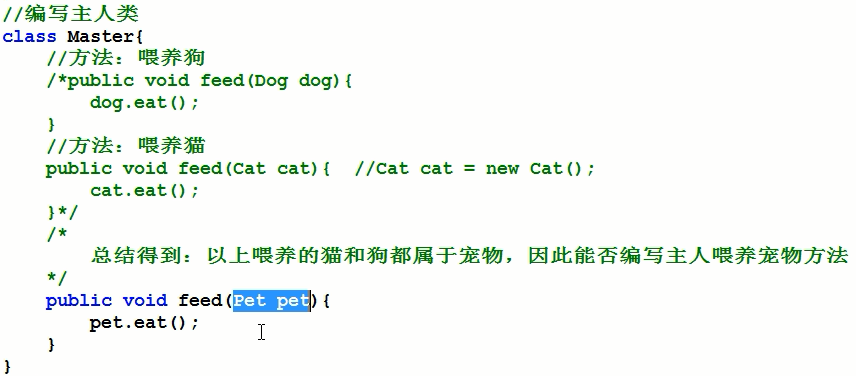 //编写主人类
class Master{
    //方法：喂养狗
    /*public void feed(Dog dog){
        dog.eat();
    }
    //方法：喂养猫
    public void feed(Cat cat){  //Cat cat = new Cat();
        cat.eat();
    }*/
    /*
        总结得到：以上喂养的猫和狗都属于宠物，因此能否编写主人喂养宠物方法
    */
    public void feed(Pet pet){
        pet.eat();
    }
}